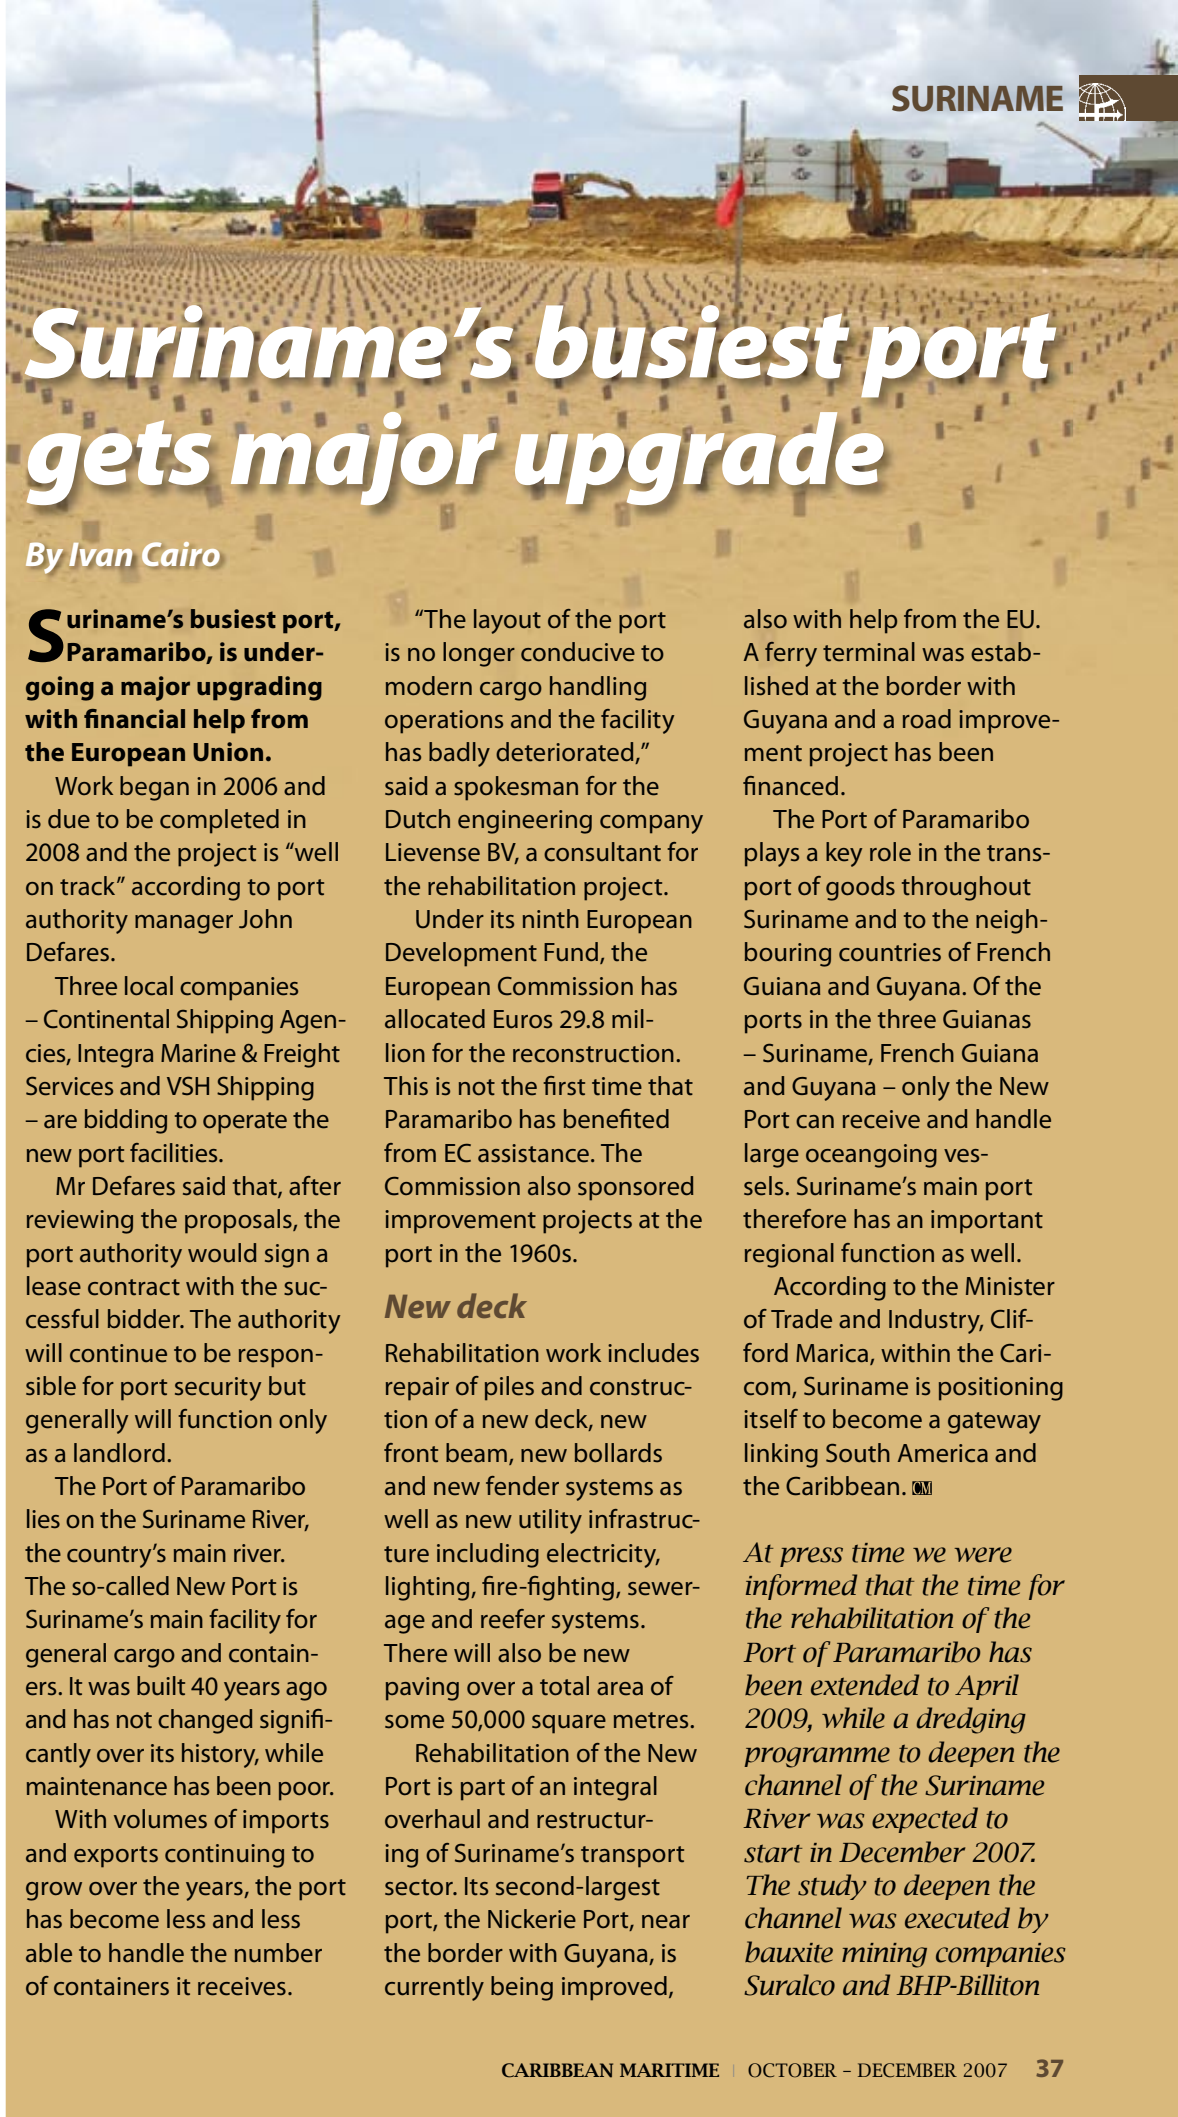 SURINAME
Suriname's busiest port
gets major upgrade
By Ivan Cairo
Suriname's busiest port,
Paramaribo, is under-
going a major upgrading
with financial help from
the European Union.
Work began in 2006 and
is due to be completed in
2008 and the project is “well
on track” according to port
authority manager John
Defares.
Three local companies
– Continental Shipping Agen-
cies, Integra Marine & Freight
Services and VSH Shipping
– are bidding to operate the
new port facilities.
Mr Defares said that, after
reviewing the proposals, the
port authority would sign a
lease contract with the suc-
cessful bidder. The authority
will continue to be respon-
sible for port security but
generally will function only
as a landlord.
The Port of Paramaribo
lies on the Suriname River,
the country's main river.
The so-called New Port is
Suriname's main facility for
general cargo and contain-
ers. It was built 40 years ago
and has not changed signifi-
cantly over its history, while
maintenance has been poor.
With volumes of imports
and exports continuing to
grow over the years, the port
has become less and less
able to handle the number
of containers it receives.
“The layout of the port
is no longer conducive to
modern cargo handling
operations and the facility
has badly deteriorated,”
said a spokesman for the
Dutch engineering company
Lievense BV, a consultant for
the rehabilitation project.
Under its ninth European
Development Fund, the
European Commission has
allocated Euros 29.8 mil-
lion for the reconstruction.
This is not the first time that
Paramaribo has benefited
from EC assistance. The
Commission also sponsored
improvement projects at the
port in the 1960s.
New deck
Rehabilitation work includes
repair of piles and construc-
tion of a new deck, new
front beam, new bollards
and new fender systems as
well as new utility infrastruc-
ture including electricity,
lighting, fire-fighting, sewer-
age and reefer systems.
There will also be new
paving over a total area of
some 50,000 square metres.
Rehabilitation of the New
Port is part of an integral
overhaul and restructur-
ing of Suriname's transport
sector. Its second-largest
port, the Nickerie Port, near
the border with Guyana, is
currently being improved,
also with help from the EU.
A ferry terminal was estab-
lished at the border with
Guyana and a road improve-
ment project has been
financed.
The Port of Paramaribo
plays a key role in the trans-
port of goods throughout
Suriname and to the neigh-
bouring countries of French
Guiana and Guyana. Of the
ports in the three Guianas
– Suriname, French Guiana
and Guyana – only the New
Port can receive and handle
large oceangoing ves-
sels. Suriname's main port
therefore has an important
regional function as well.
According to the Minister
of Trade and Industry, Clif-
ford Marica, within the Cari-
com, Suriname is positioning
itself to become a gateway
linking South America and
the Caribbean. CM
At press time we were
informed that the time for
the rehabilitation of the
Port of Paramaribo has
been extended to April
2009, while a dredging
programme to deepen the
channel of the Suriname
River was expected to
start in December 2007.
The study to deepen the
channel was executed by
bauxite mining companies
Suralco and BHP-Billiton
CARIBBEAN MARITIME | OCTOBER – DECEMBER 2007 37